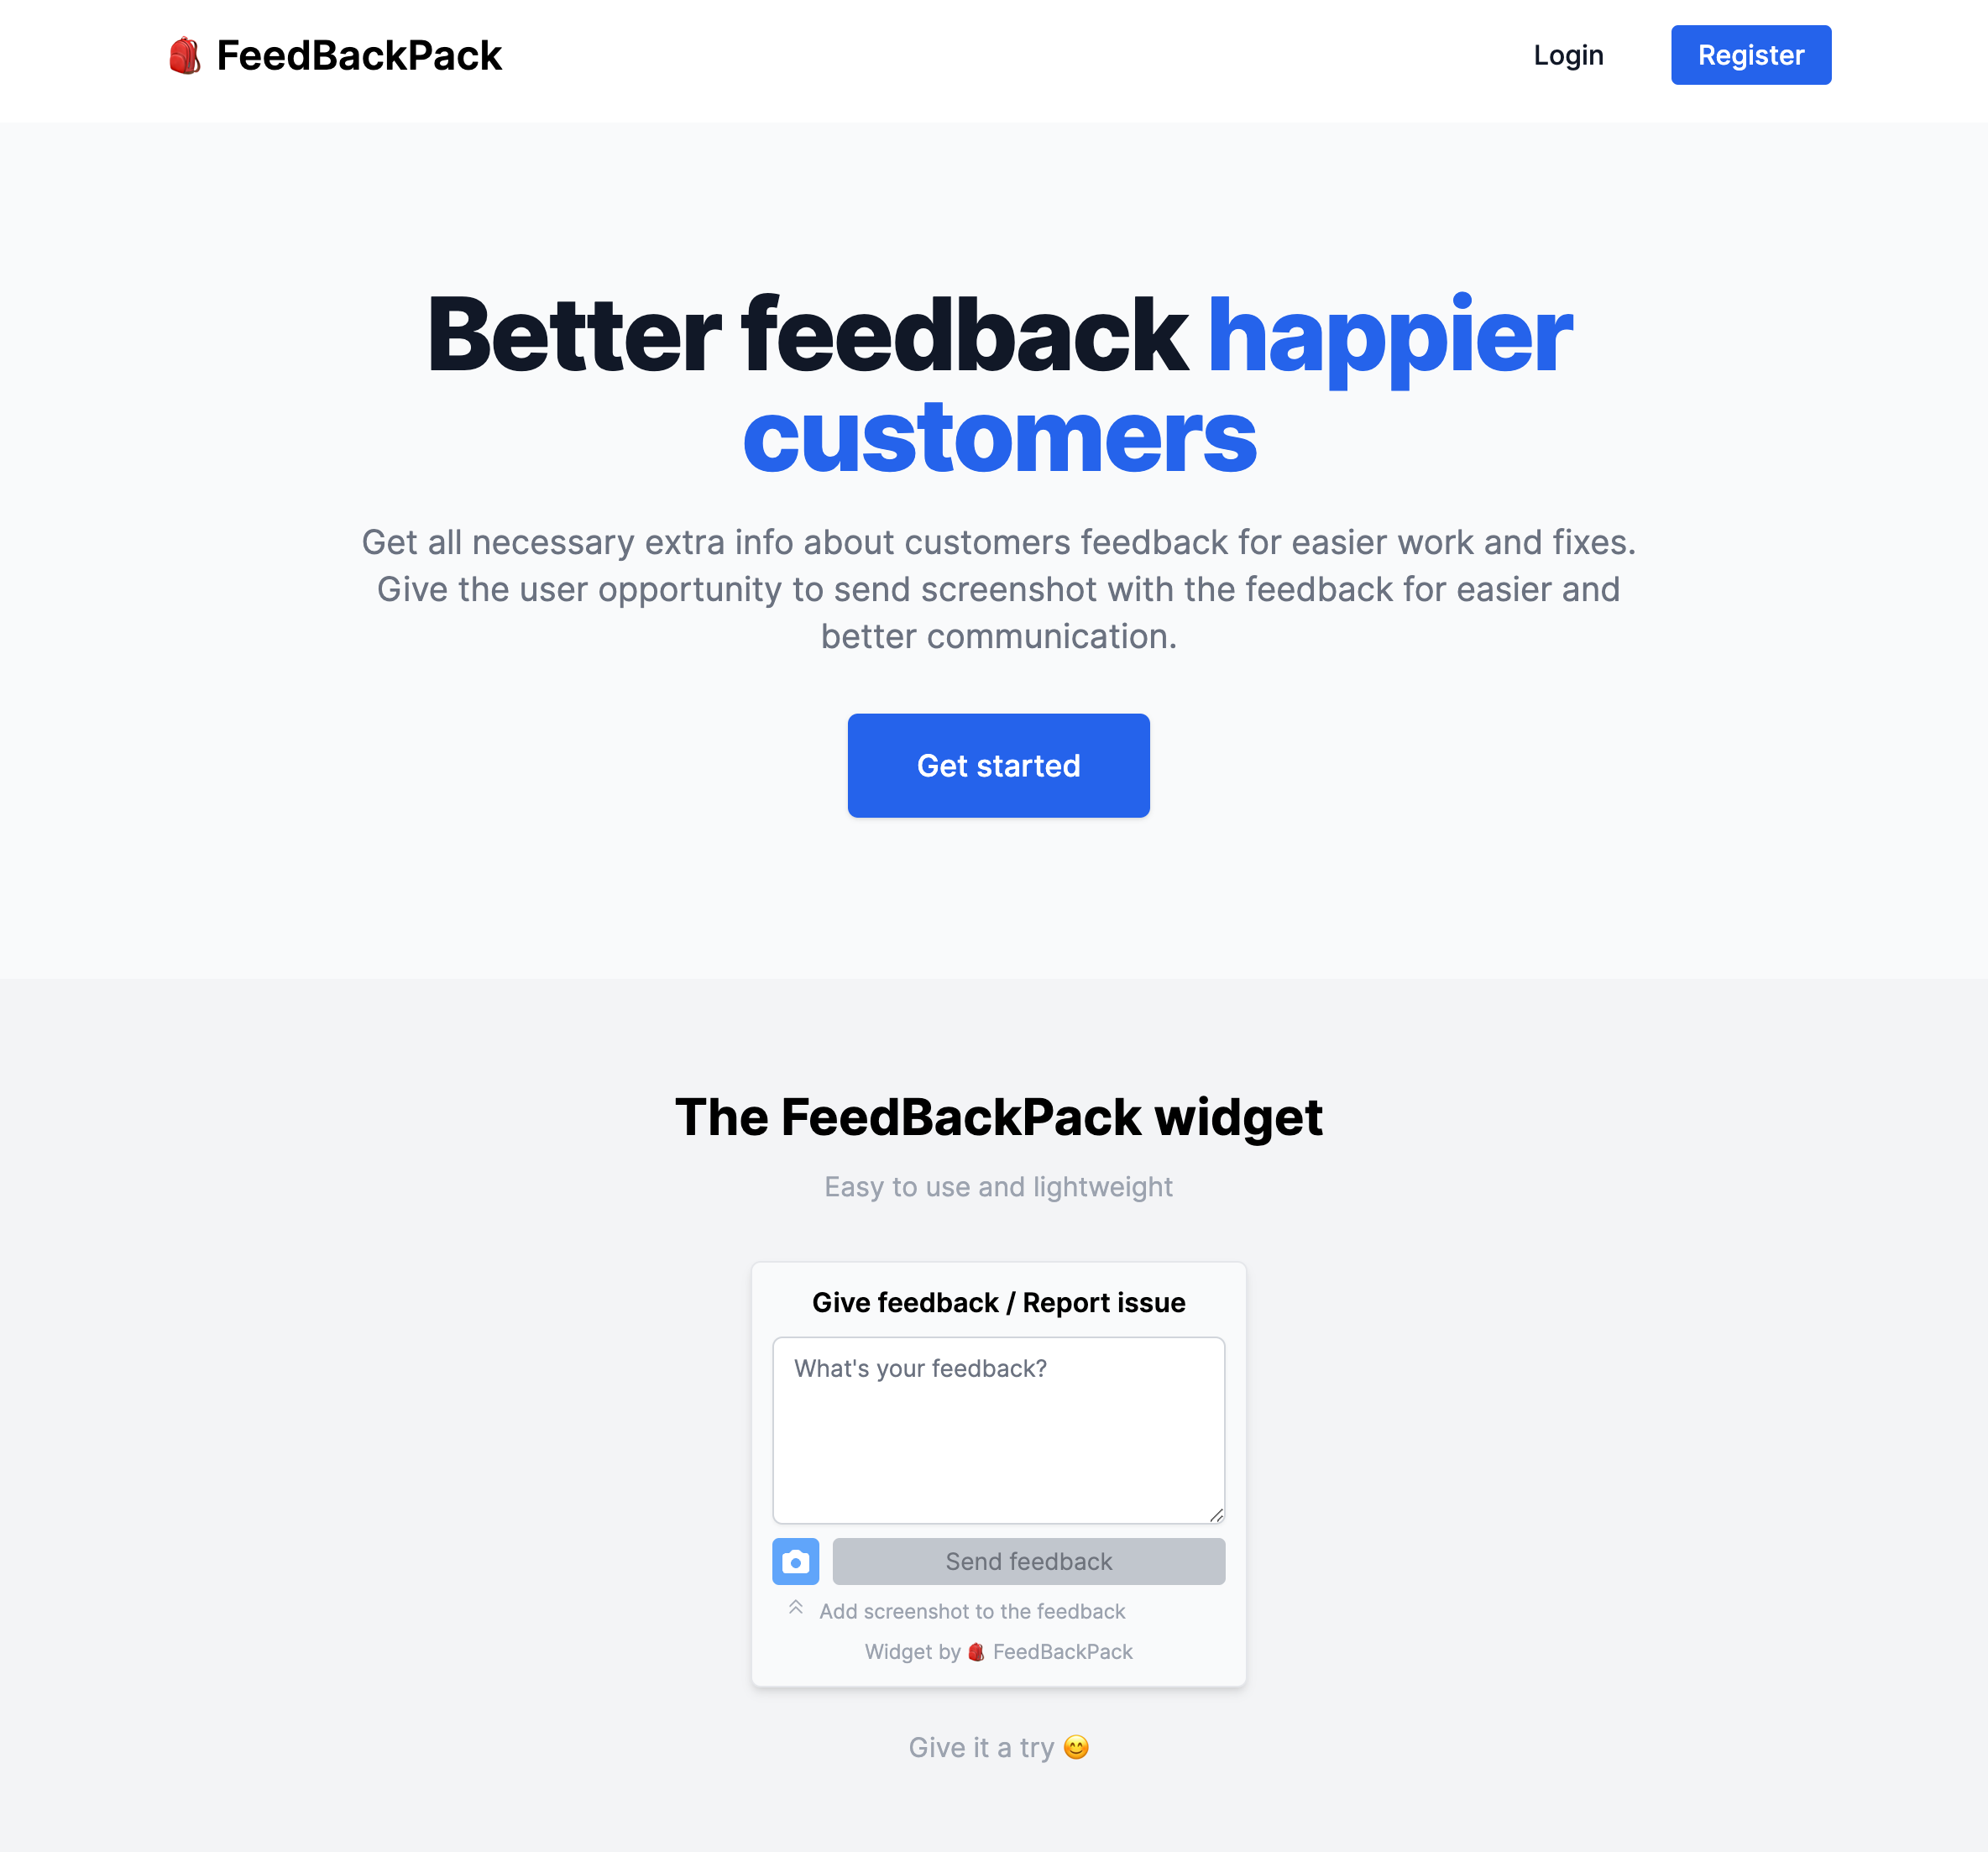 FeedBackPack
Login
Register
Better feedback happier
customers
Get all necessary extra info about customers feedback for easier work and fixes.
Give the user opportunity to send screenshot with the feedback for easier and
better communication.
Get started
The FeedBackPack widget
Easy to use and lightweight
Give feedback / Report issue
What's your feedback?
Send feedback
Add screenshot to the feedback
Widget by 🎒 FeedBackPack
Give it a try 😊